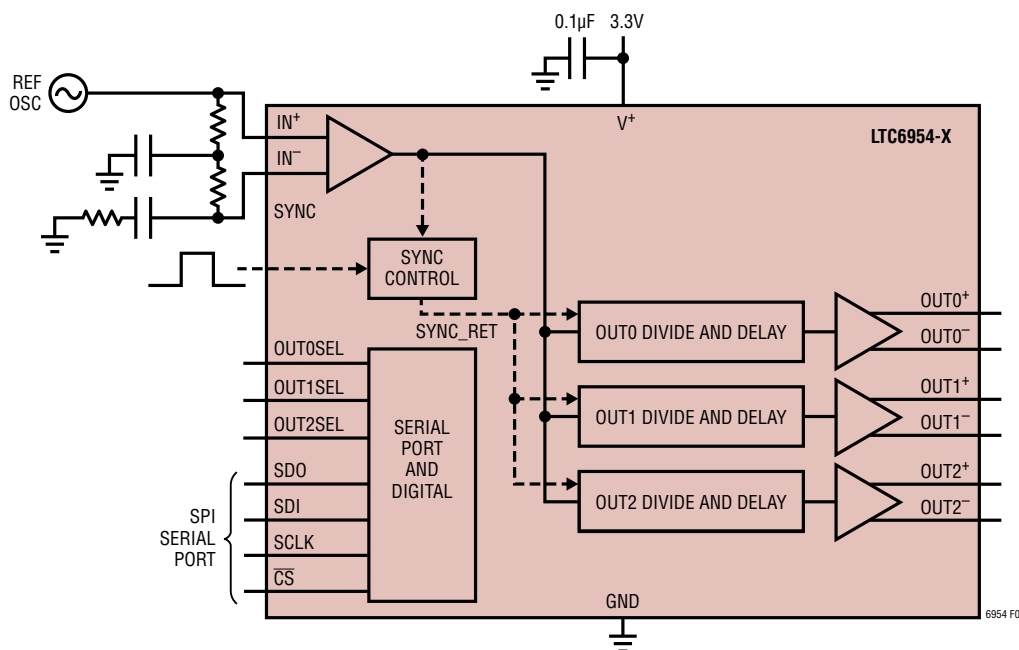 0.1µF 3.3V
REF
OSC
IN⁺
IN⁻
V⁺
LTC6954-X
SYNC
SYNC
CONTROL
SYNC_RET
OUT0 DIVIDE AND DELAY
OUT0⁺
OUT0⁻
OUT0SEL
OUT1SEL
OUT2SEL
SERIAL
PORT
AND
DIGITAL
OUT1 DIVIDE AND DELAY
OUT1⁺
OUT1⁻
OUT2 DIVIDE AND DELAY
OUT2⁺
OUT2⁻
SPI
SERIAL
PORT
SDO
SDI
SCLK
C̅S̅
GND
6954 F0